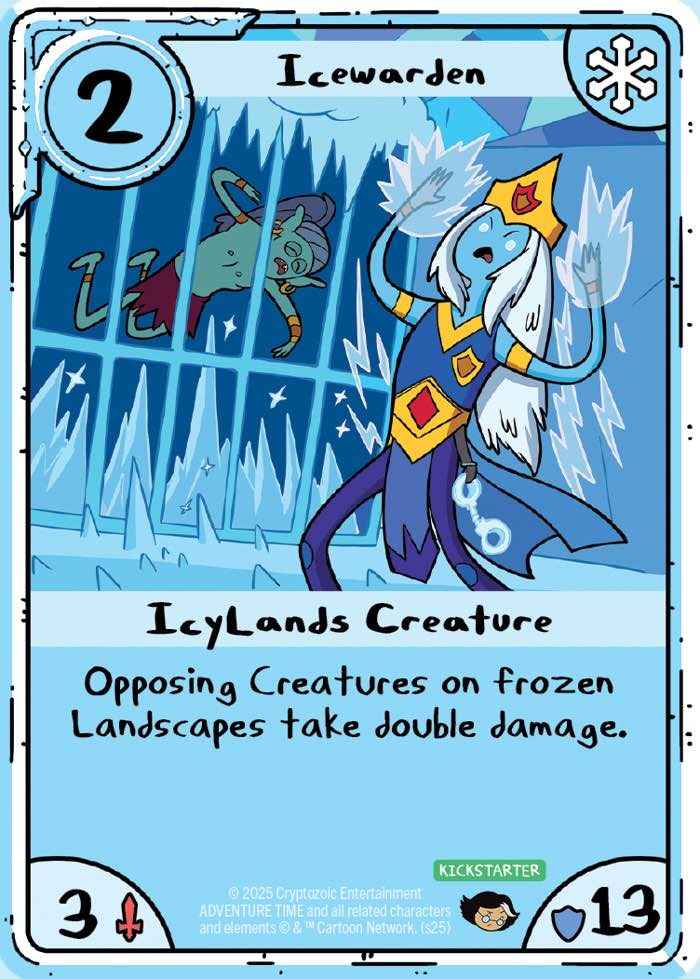 2
Icewarden
IcyLands Creature
Opposing Creatures on frozen
Landscapes take double damage.
KICKSTARTER
3
© 2025 Cryptozoic Entertainment
ADVENTURE TIME and all related characters
and elements © & ™ Cartoon Network. (s25)
13